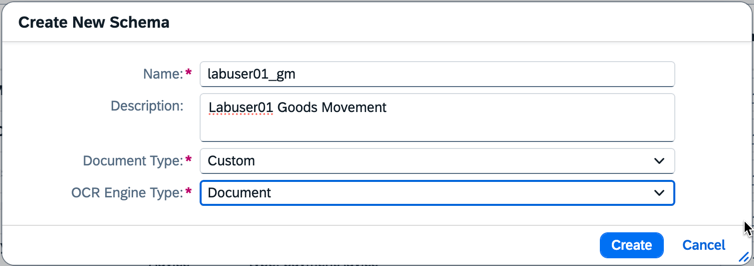 Create New Schema
Name:* labuser01_gm
Description: Labuser01 Goods Movement
Document Type:* Custom
OCR Engine Type:* Document
Create Cancel